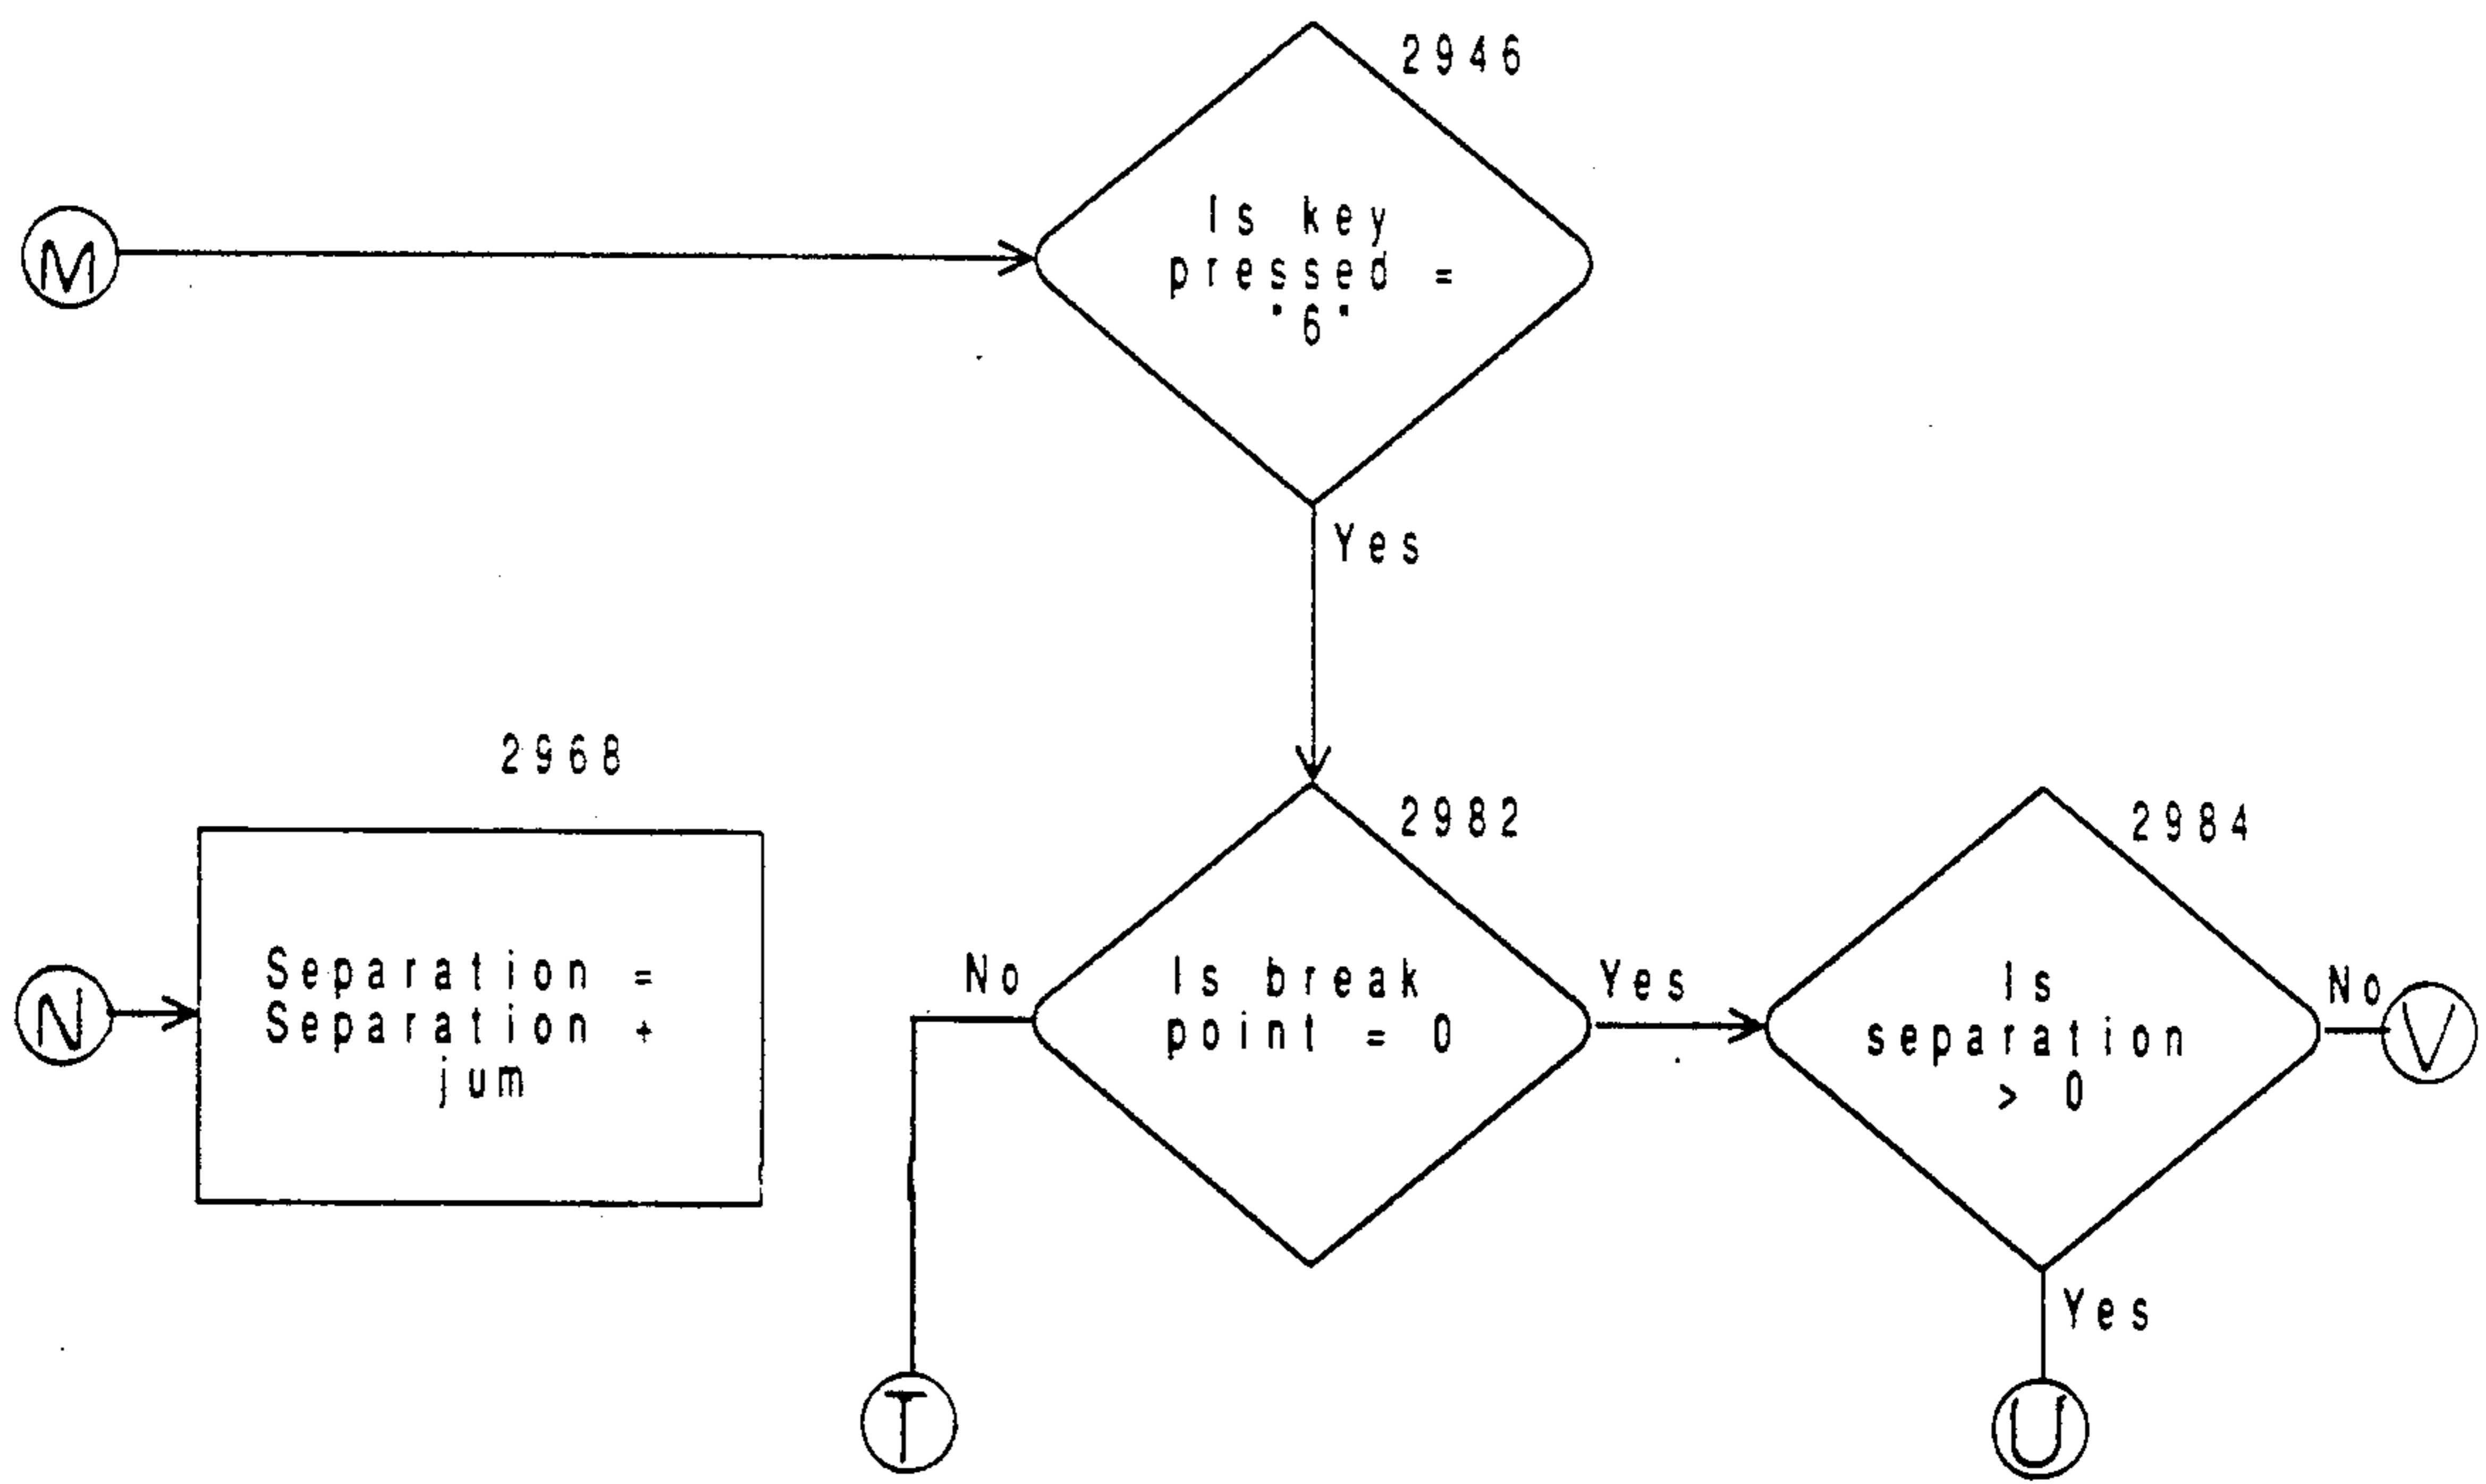 2946
M
Is key
pressed =
"6"
Yes
2968
2982
2984
N
Separation =
Separation +
jum
No
Is break
point = 0
Yes
Is
separation
> 0
No
V
Yes
T
U